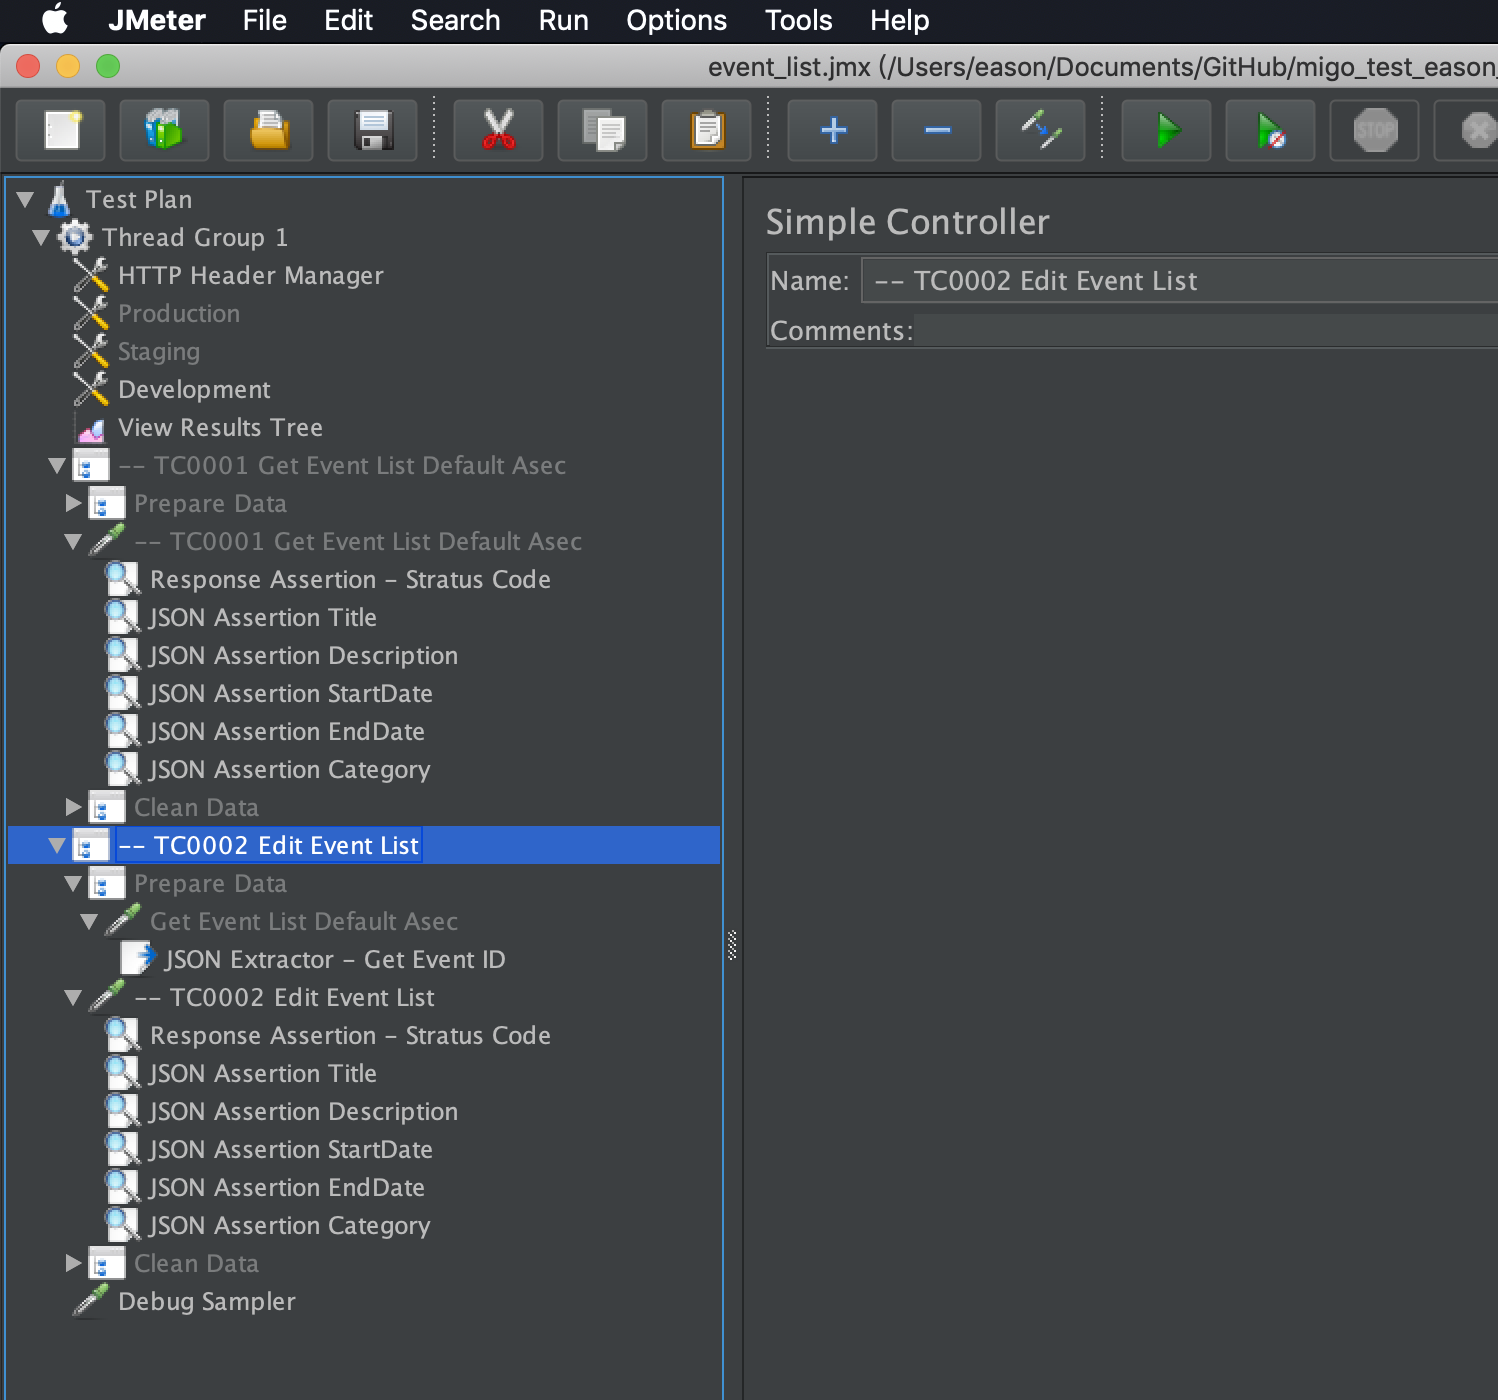 JMeter File Edit Search Run Options Tools Help
event_list.jmx (/Users/eason/Documents/GitHub/migo_test_eason_
STOP
Test Plan
Thread Group 1
HTTP Header Manager
Production
Staging
Development
View Results Tree
-- TC0001 Get Event List Default Asec
Prepare Data
-- TC0001 Get Event List Default Asec
Response Assertion - Stratus Code
JSON Assertion Title
JSON Assertion Description
JSON Assertion StartDate
JSON Assertion EndDate
JSON Assertion Category
Clean Data
-- TC0002 Edit Event List
Prepare Data
Get Event List Default Asec
JSON Extractor - Get Event ID
-- TC0002 Edit Event List
Response Assertion - Stratus Code
JSON Assertion Title
JSON Assertion Description
JSON Assertion StartDate
JSON Assertion EndDate
JSON Assertion Category
Clean Data
Debug Sampler
Simple Controller
Name: -- TC0002 Edit Event List
Comments: